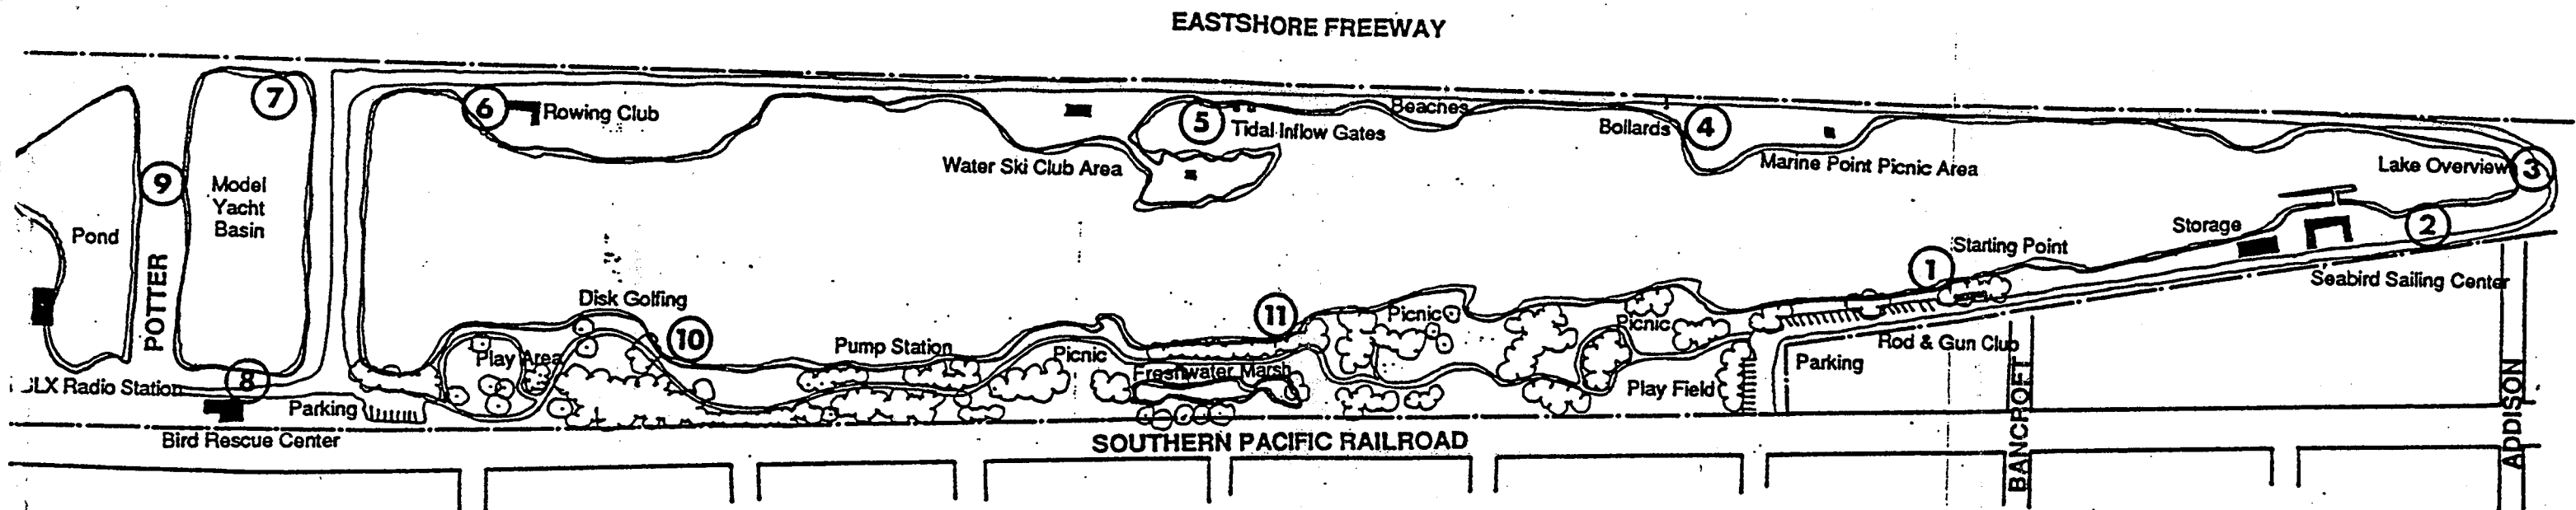 EASTSHORE FREEWAY
7
6
Rowing Club
5
Tidal Inflow Gates
Beaches
Bollards
4
Marine Point Picnic Area
Water Ski Club Area
Lake Overview
3
9
Model
Yacht
Basin
Pond
POTTER
Storage
2
Starting Point
1
Seabird Sailing Center
Disk Golfing
10
11
Picnic
Picnic
Play Area
Pump Station
Picnic
Freshwater Marsh
Rod & Gun Club
Parking
Play Field
LX Radio Station
8
Parking
Bird Rescue Center
SOUTHERN PACIFIC RAILROAD
BANCROFT
ADDISON